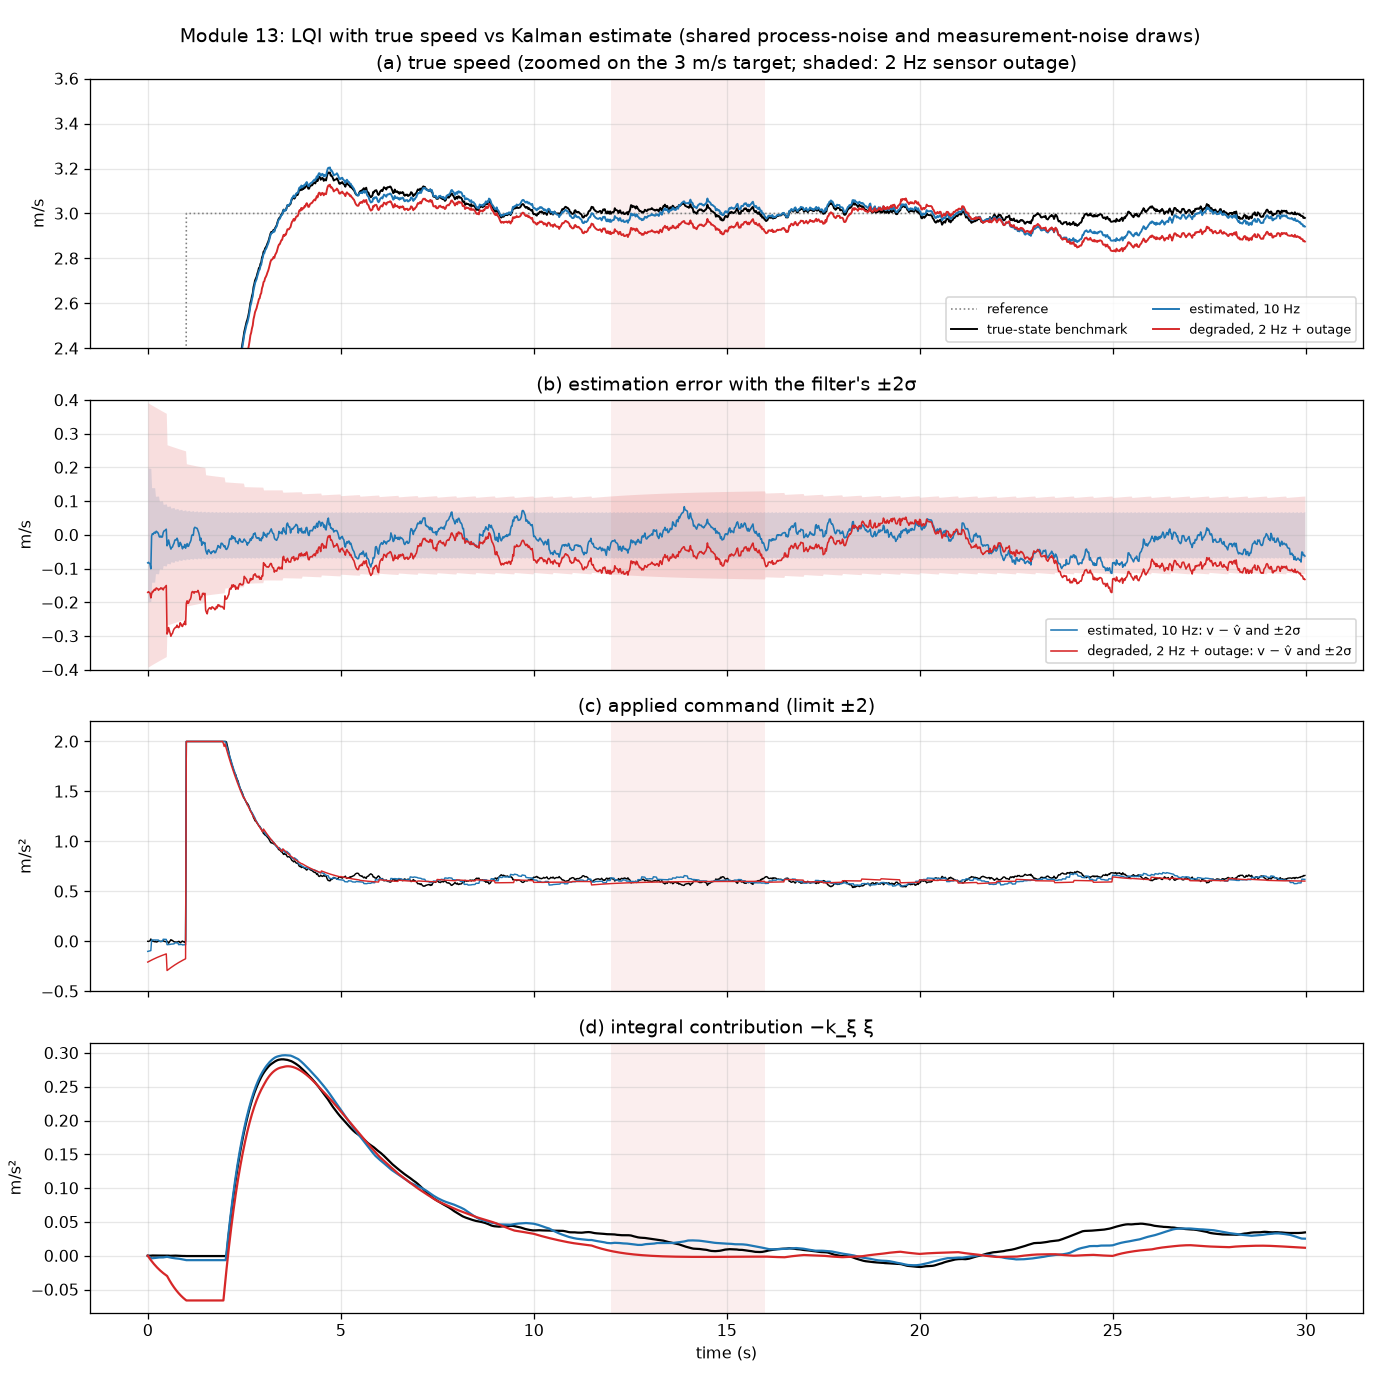 Module 13: LQI with true speed vs Kalman estimate (shared process-noise and measurement-noise draws)
(a) true speed (zoomed on the 3 m/s target; shaded: 2 Hz sensor outage)
3.6
3.4
3.2
3.0
2.8
2.6
2.4
m/s
reference
true-state benchmark
estimated, 10 Hz
degraded, 2 Hz + outage
(b) estimation error with the filter's ±2σ
0.4
0.3
0.2
0.1
0.0
−0.1
−0.2
−0.3
−0.4
m/s
estimated, 10 Hz: v − v̂ and ±2σ
degraded, 2 Hz + outage: v − v̂ and ±2σ
(c) applied command (limit ±2)
2.0
1.5
1.0
0.5
0.0
−0.5
m/s²
(d) integral contribution −k_ξ ξ
0.30
0.25
0.20
0.15
0.10
0.05
0.00
−0.05
m/s²
0 5 10 15 20 25 30
time (s)